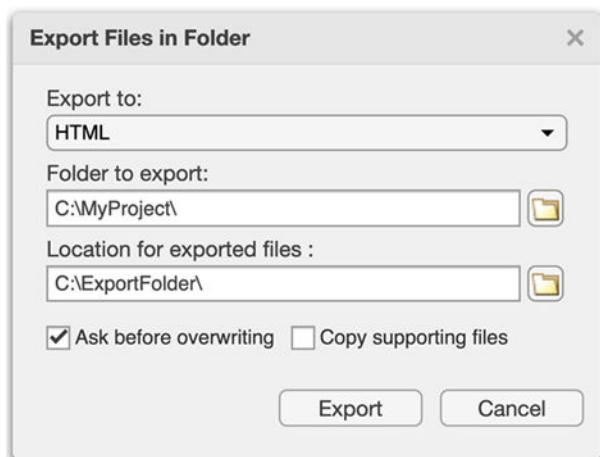 Export Files in Folder
Export to:
HTML
Folder to export:
C:\MyProject\
Location for exported files :
C:\ExportFolder\
Ask before overwriting Copy supporting files
Export Cancel